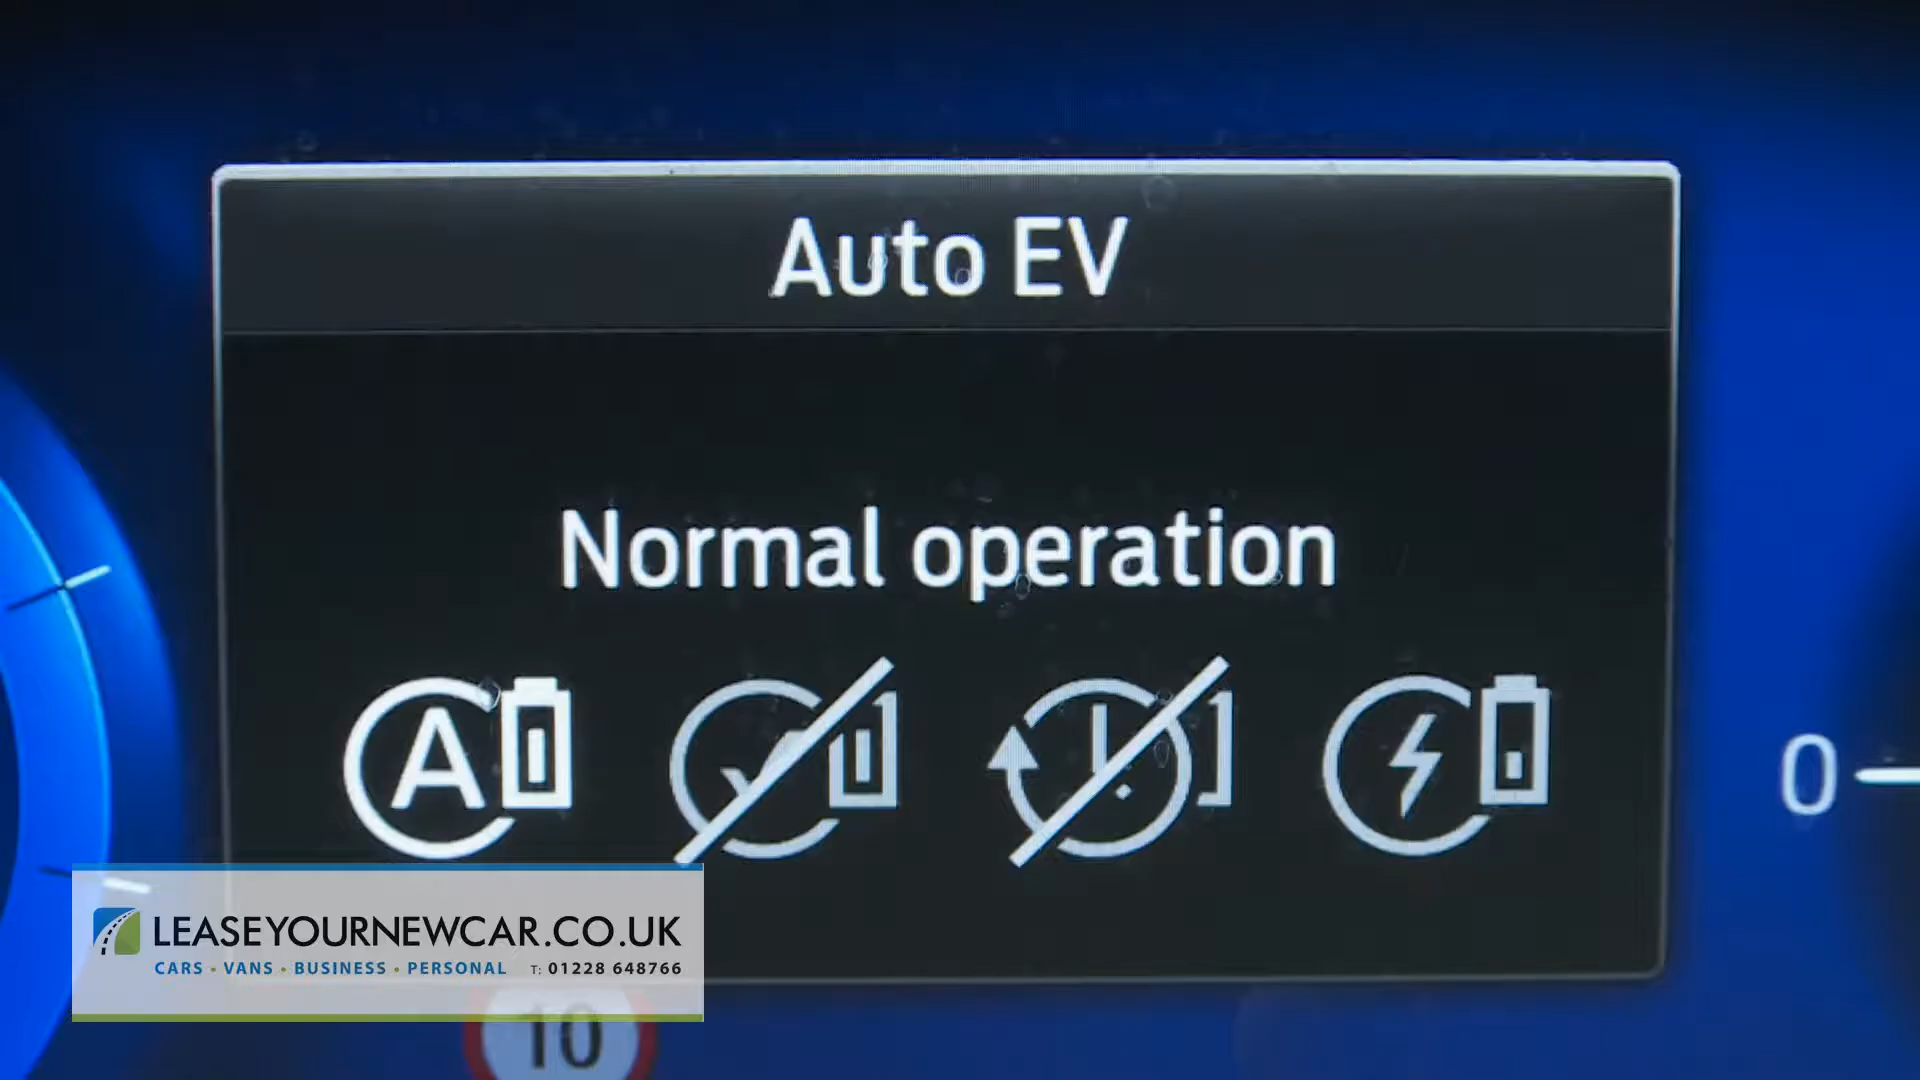 Auto EV
Normal operation
A
0
LEASEYOURNEWCAR.CO.UK
CARS • VANS • BUSINESS • PERSONAL T: 01228 648766
10